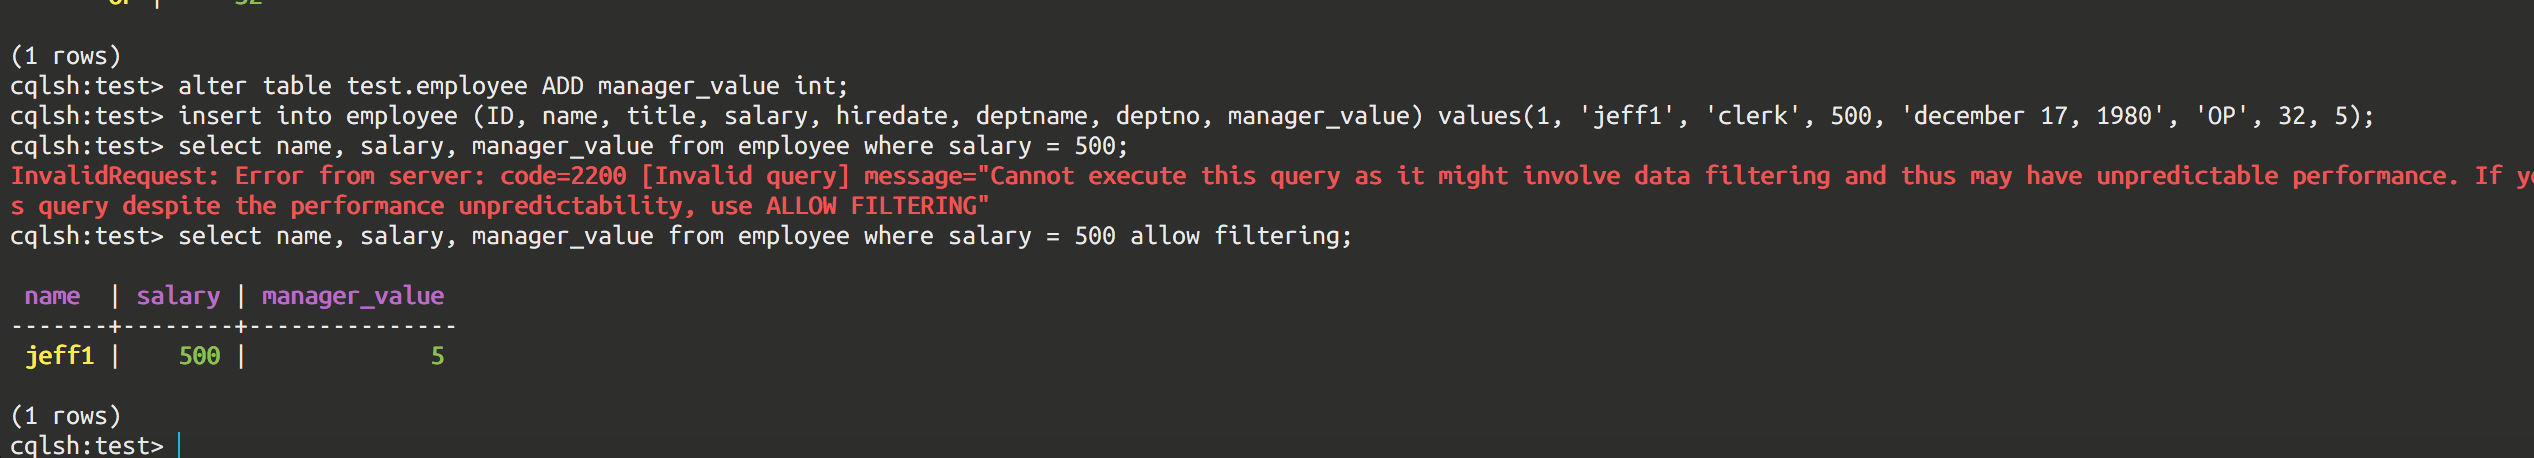 (1 rows)
cqlsh:test> alter table test.employee ADD manager_value int;
cqlsh:test> insert into employee (ID, name, title, salary, hiredate, deptname, deptno, manager_value) values(1, 'jeff1', 'clerk', 500, 'december 17, 1980', 'OP', 32, 5);
cqlsh:test> select name, salary, manager_value from employee where salary = 500;
InvalidRequest: Error from server: code=2200 [Invalid query] message="Cannot execute this query as it might involve data filtering and thus may have unpredictable performance. If
s query despite the performance unpredictability, use ALLOW FILTERING"
cqlsh:test> select name, salary, manager_value from employee where salary = 500 allow filtering;
name | salary | manager_value
-------+--------+---------------
jeff1 | 500 | 5
(1 rows)
cqlsh:test>